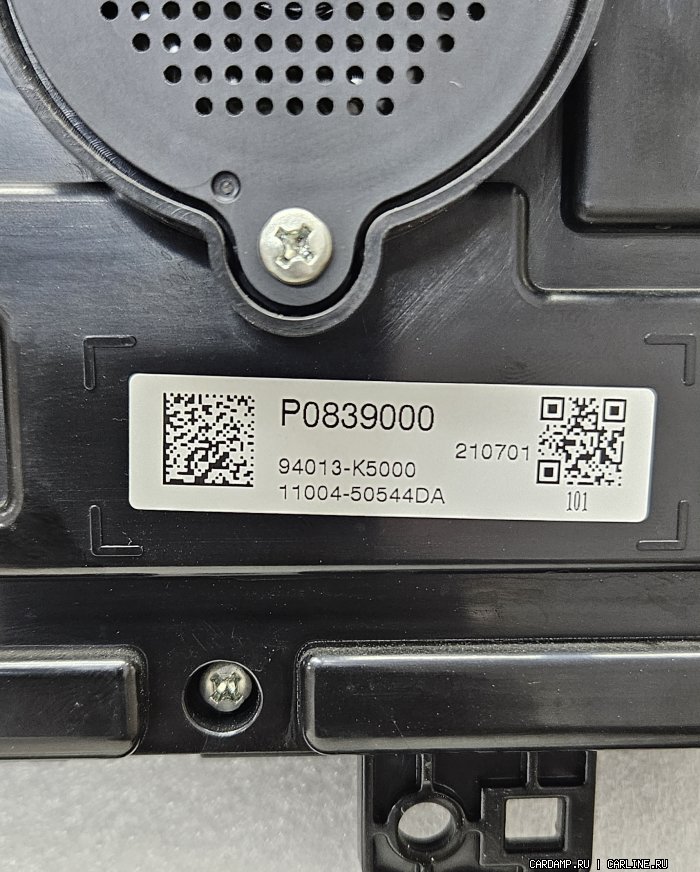 P0839000
94013-K5000
11004-50544DA
210701
101
CARDAMP.RU | CARLINE.RU